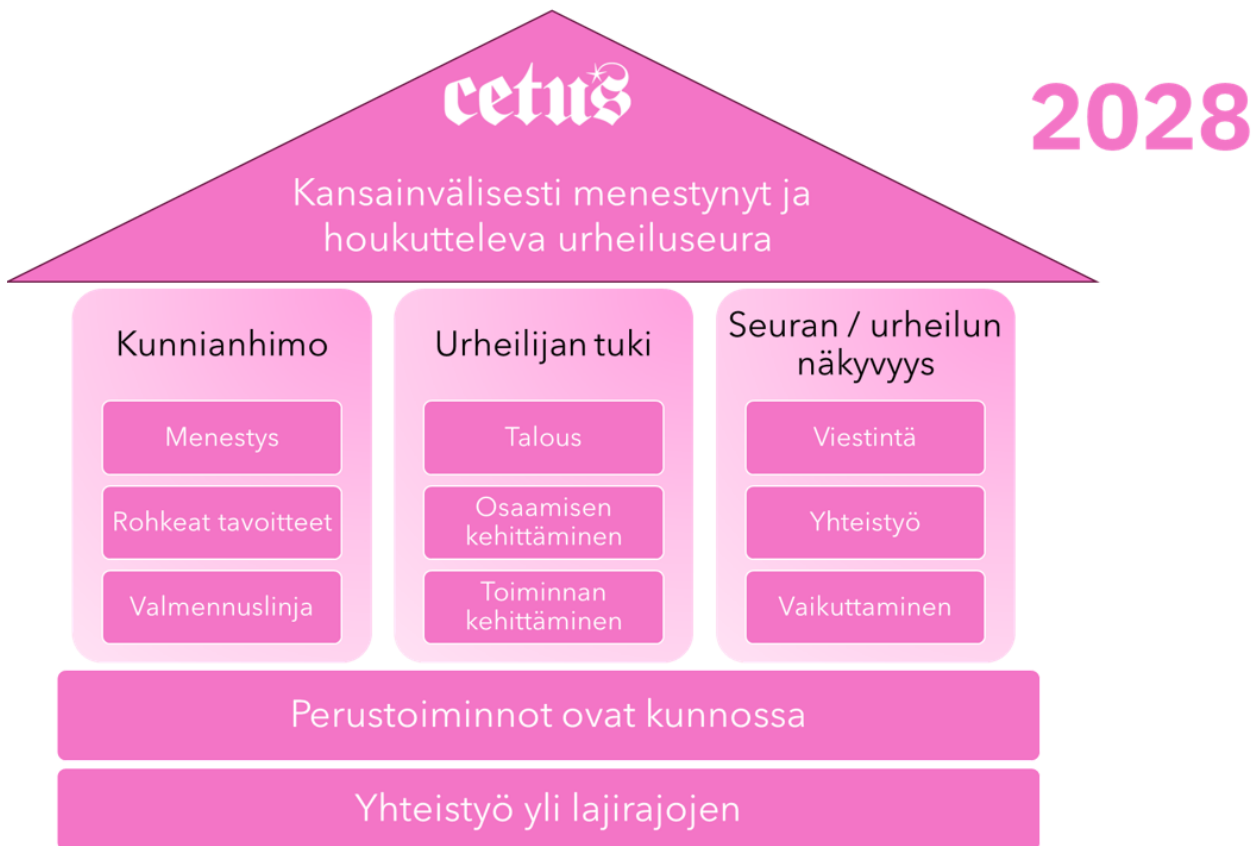 cetus
2028
Kansainvälisesti menestynyt ja
houkutteleva urheiluseura
Kunnianhimo
Menestys
Rohkeat tavoitteet
Valmennuslinja
Urheilijan tuki
Talous
Osaamisen
kehittäminen
Toiminnan
kehittäminen
Seuran / urheilun
näkyvyys
Viestintä
Yhteistyö
Vaikuttaminen
Perustoiminnot ovat kunnossa
Yhteistyö yli lajirajojen